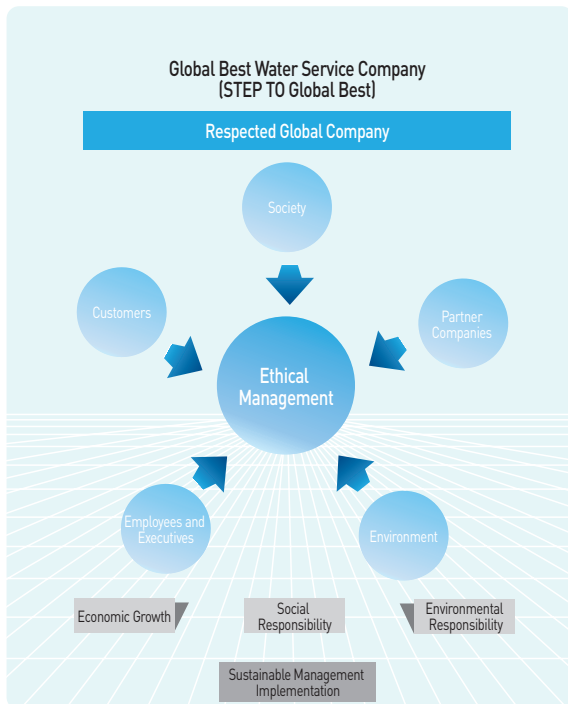 Global Best Water Service Company
(STEP TO Global Best)
Respected Global Company
Society
Customers
Partner
Companies
Ethical
Management
Employees and
Executives
Environment
Economic Growth
Social
Responsibility
Environmental
Responsibility
Sustainable Management
Implementation